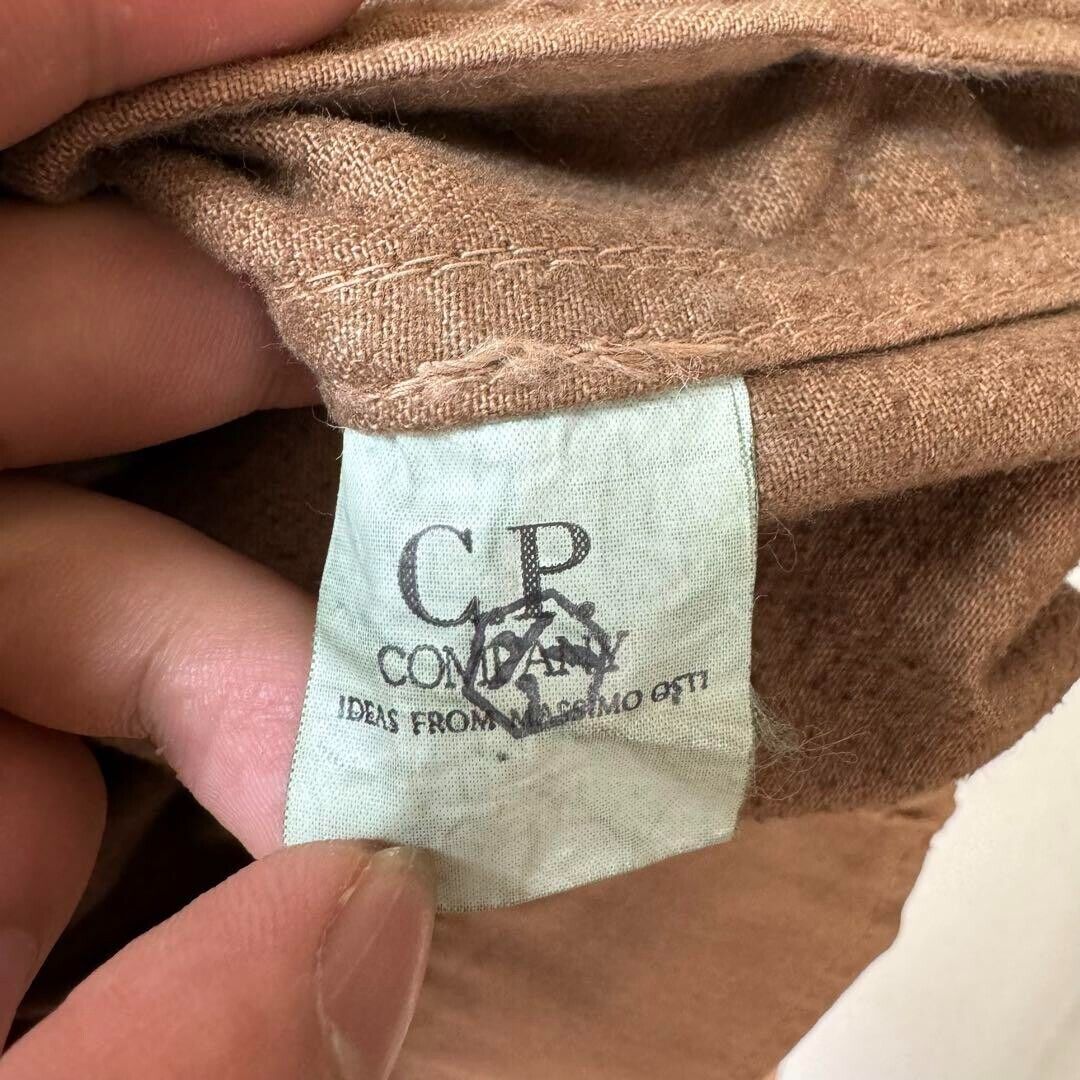 C.P.
COMPANY
IDEAS FROM MASSIMO OSTI